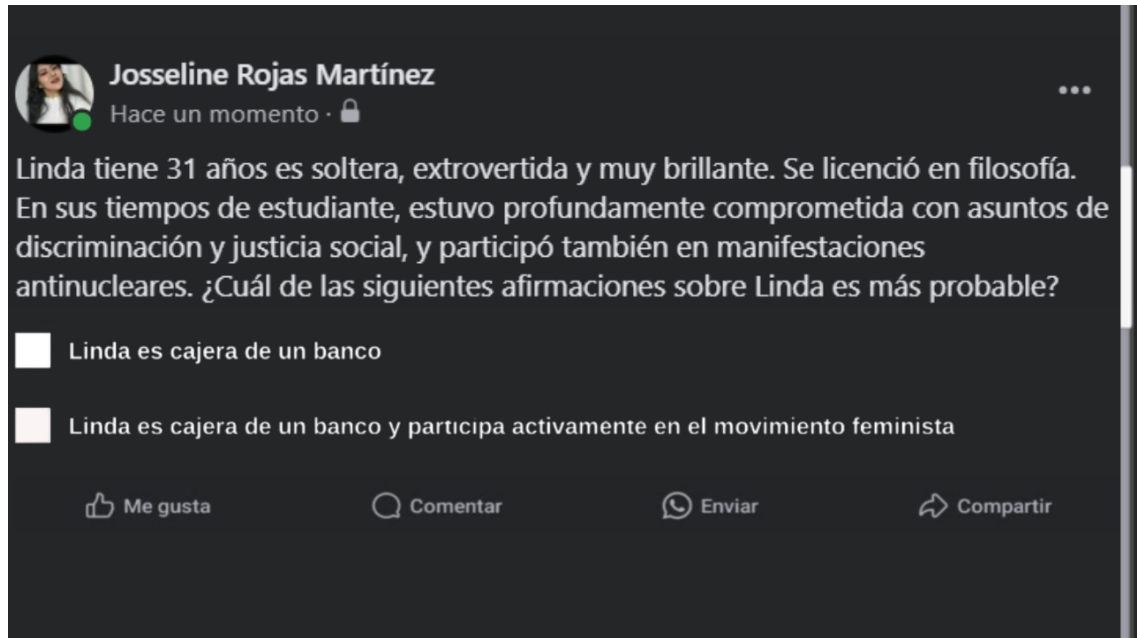 Josseline Rojas Martínez
Hace un momento ·
Linda tiene 31 años es soltera, extrovertida y muy brillante. Se licenció en filosofía.
En sus tiempos de estudiante, estuvo profundamente comprometida con asuntos de
discriminación y justicia social, y participó también en manifestaciones
antinucleares. ¿Cuál de las siguientes afirmaciones sobre Linda es más probable?
Linda es cajera de un banco
Linda es cajera de un banco y participa activamente en el movimiento feminista
Me gusta Comentar Enviar Compartir